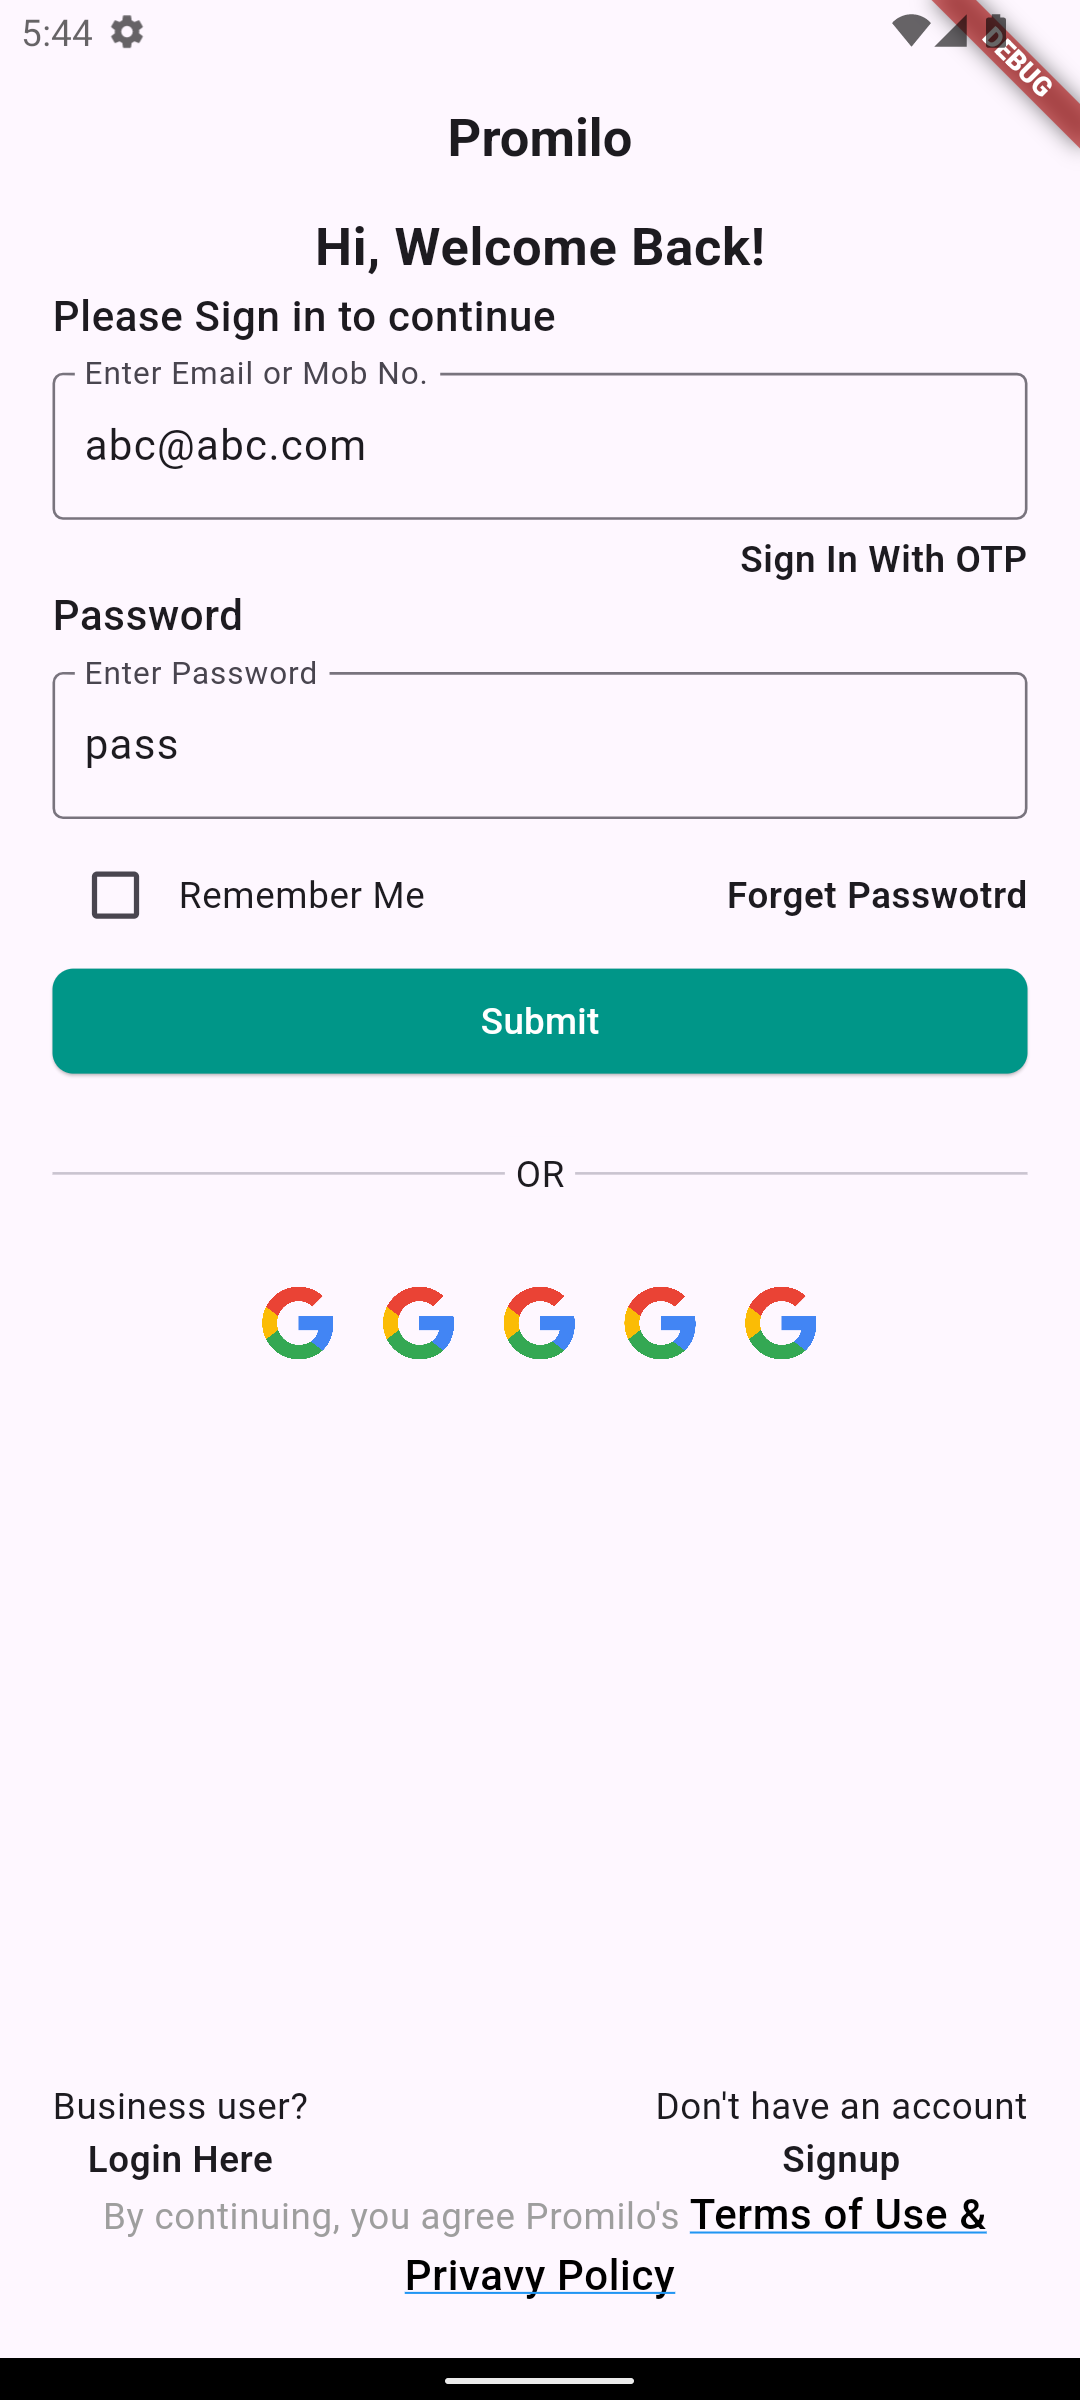 5:44
DEBUG
Promilo
Hi, Welcome Back!
Please Sign in to continue
Enter Email or Mob No.
abc@abc.com
Sign In With OTP
Password
Enter Password
pass
Remember Me
Forget Passwotrd
Submit
OR
Business user?
Don't have an account
Login Here
Signup
By continuing, you agree Promilo's Terms of Use &
Privavy Policy